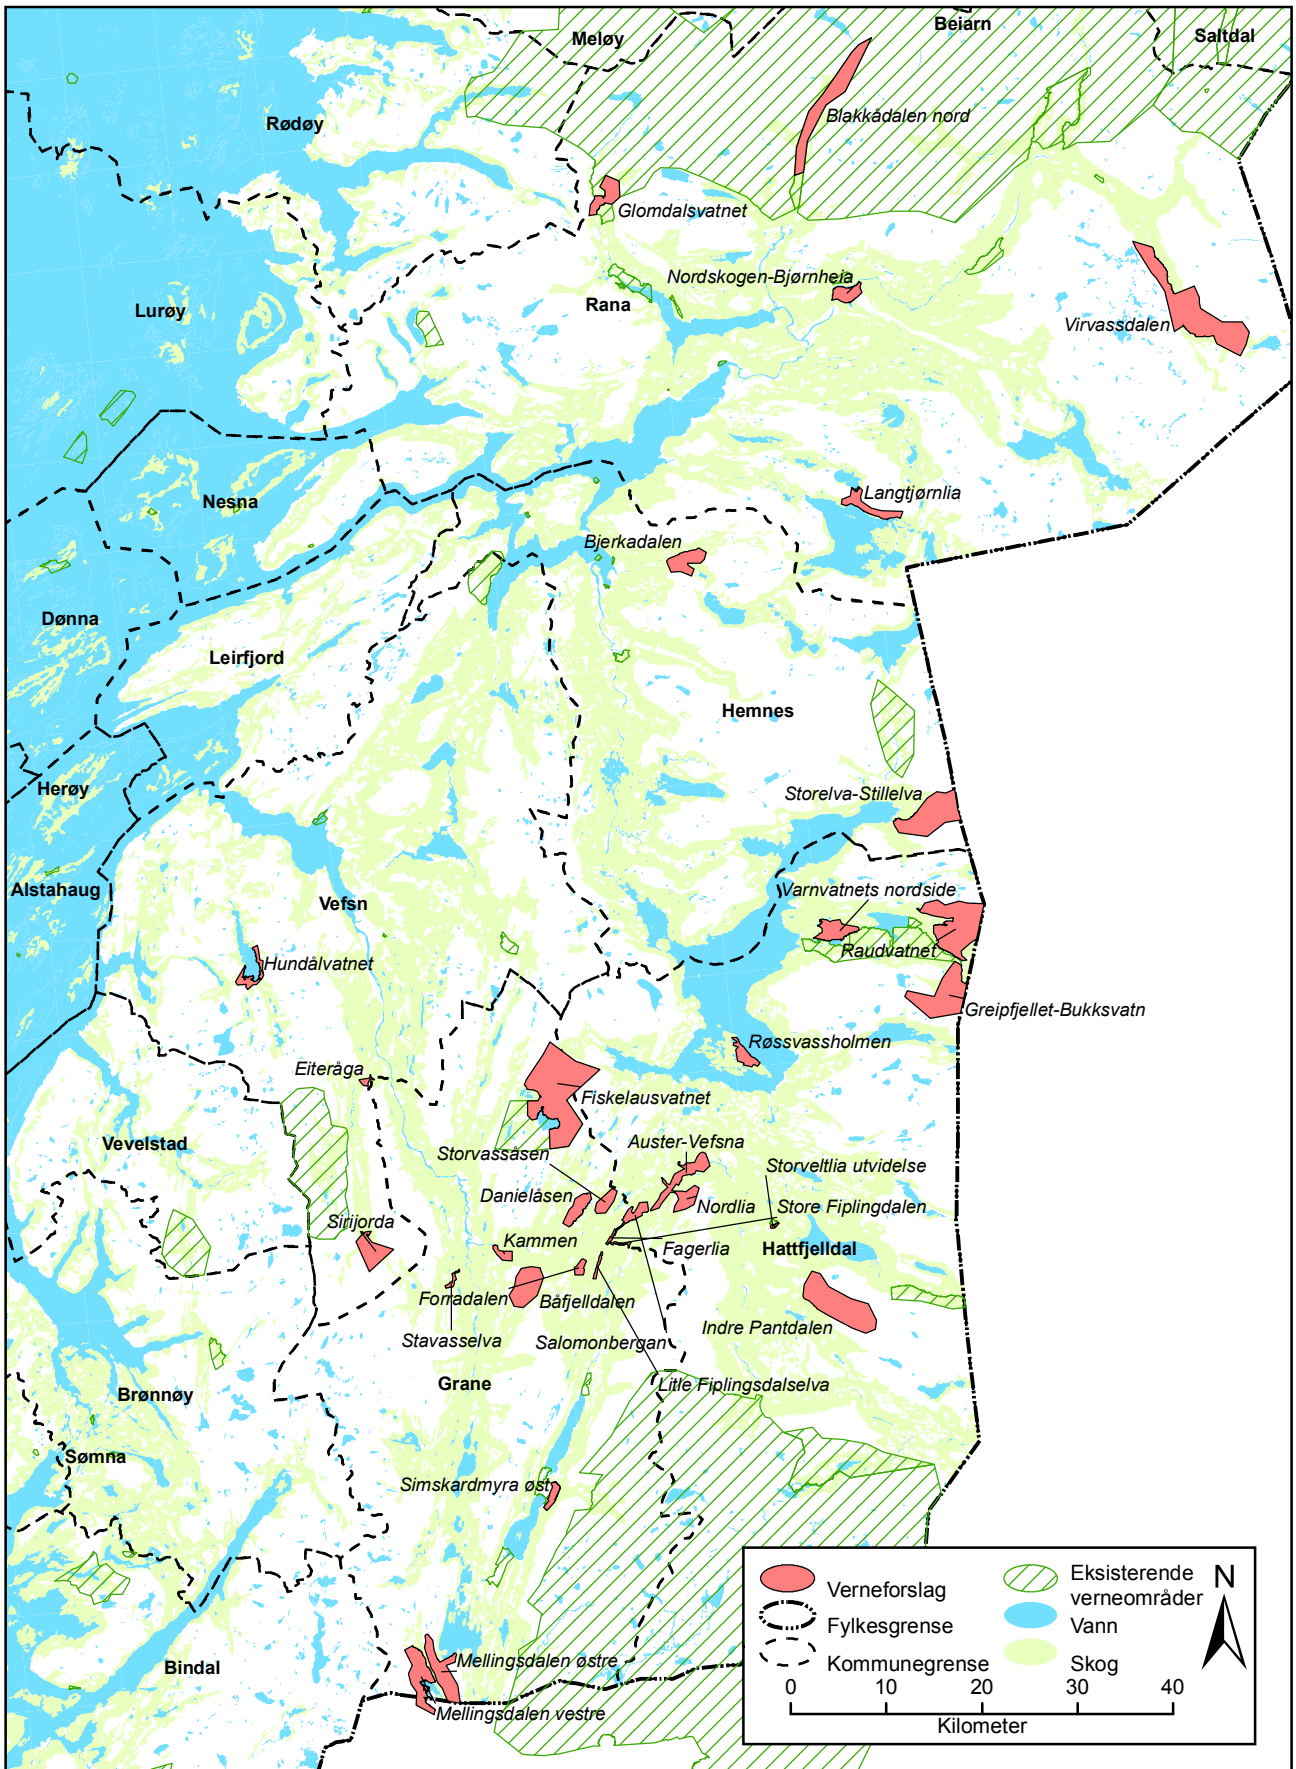 Beiarn
Meløy
Saltdal
Blakkådalen nord
Rødøy
Glomdalsvatnet
Nordskogen-Bjørnheia
Rana
Lurøy
Virvassdalen
Nesna
Langtjørnlia
Bjerkadalen
Dønna
Leirfjord
Hemnes
Herøy
Storelva-Stillelva
Alstahaug
Varnvatnets nordside
Vefsn
Raudvatnet
Hundålvatnet
Greipfjellet-Bukksvatn
Røssvassholmen
Eiteråga
Fiskelausvatnet
Vevelstad
Auster-Vefsna
Storvassåsen
Storveltlia utvidelse
Danielåsen
Nordlia
Store Fiplingdalen
Sirijorda
Kammen
Fagerlia
Hattfjelldal
Forradalen
Båfjelldalen
Indre Pantdalen
Stavasselva
Salomonbergan
Grane
Litle Fiplingsdalselva
Brønnøy
Sømna
Simskardmyra øst
Bindal
Mellingsdalen østre
Mellingsdalen vestre
Verneforslag
Fylkesgrense
Kommunegrense
Eksisterende
verneområder
Vann
Skog
N
0 10 20 30 40
Kilometer